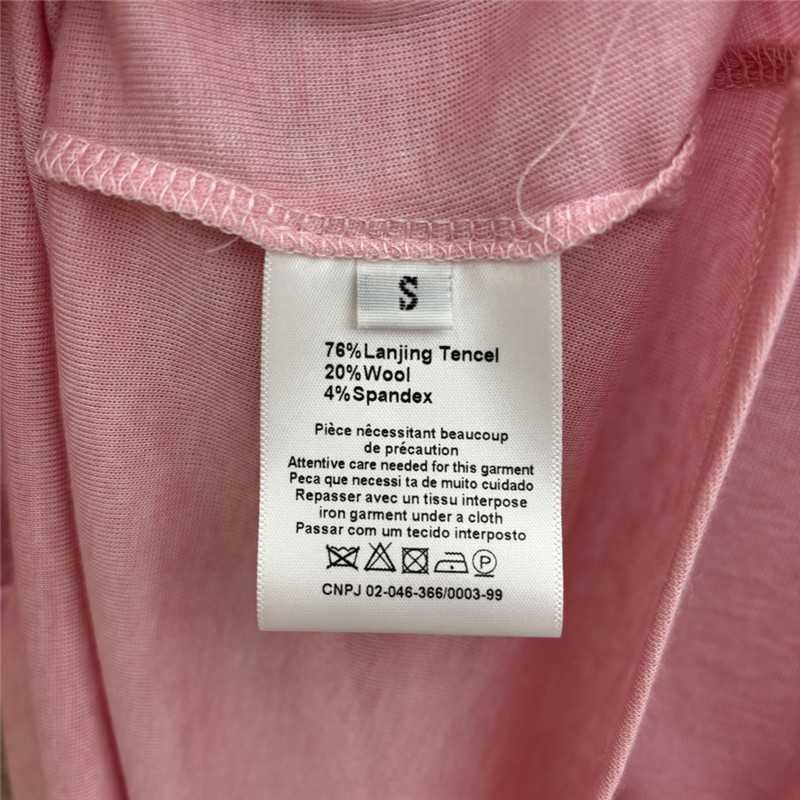 S
76%Lanjing Tencel
20%Wool
4%Spandex
Pièce nêcessitant beaucoup
de précaution
Attentive care needed for this garment
Peca que necessi ta de muito cuidado
Repasser avec un tissu interpose
iron garment under a cloth
Passar com um tecido interposto
P
CNPJ 02-046-366/0003-99